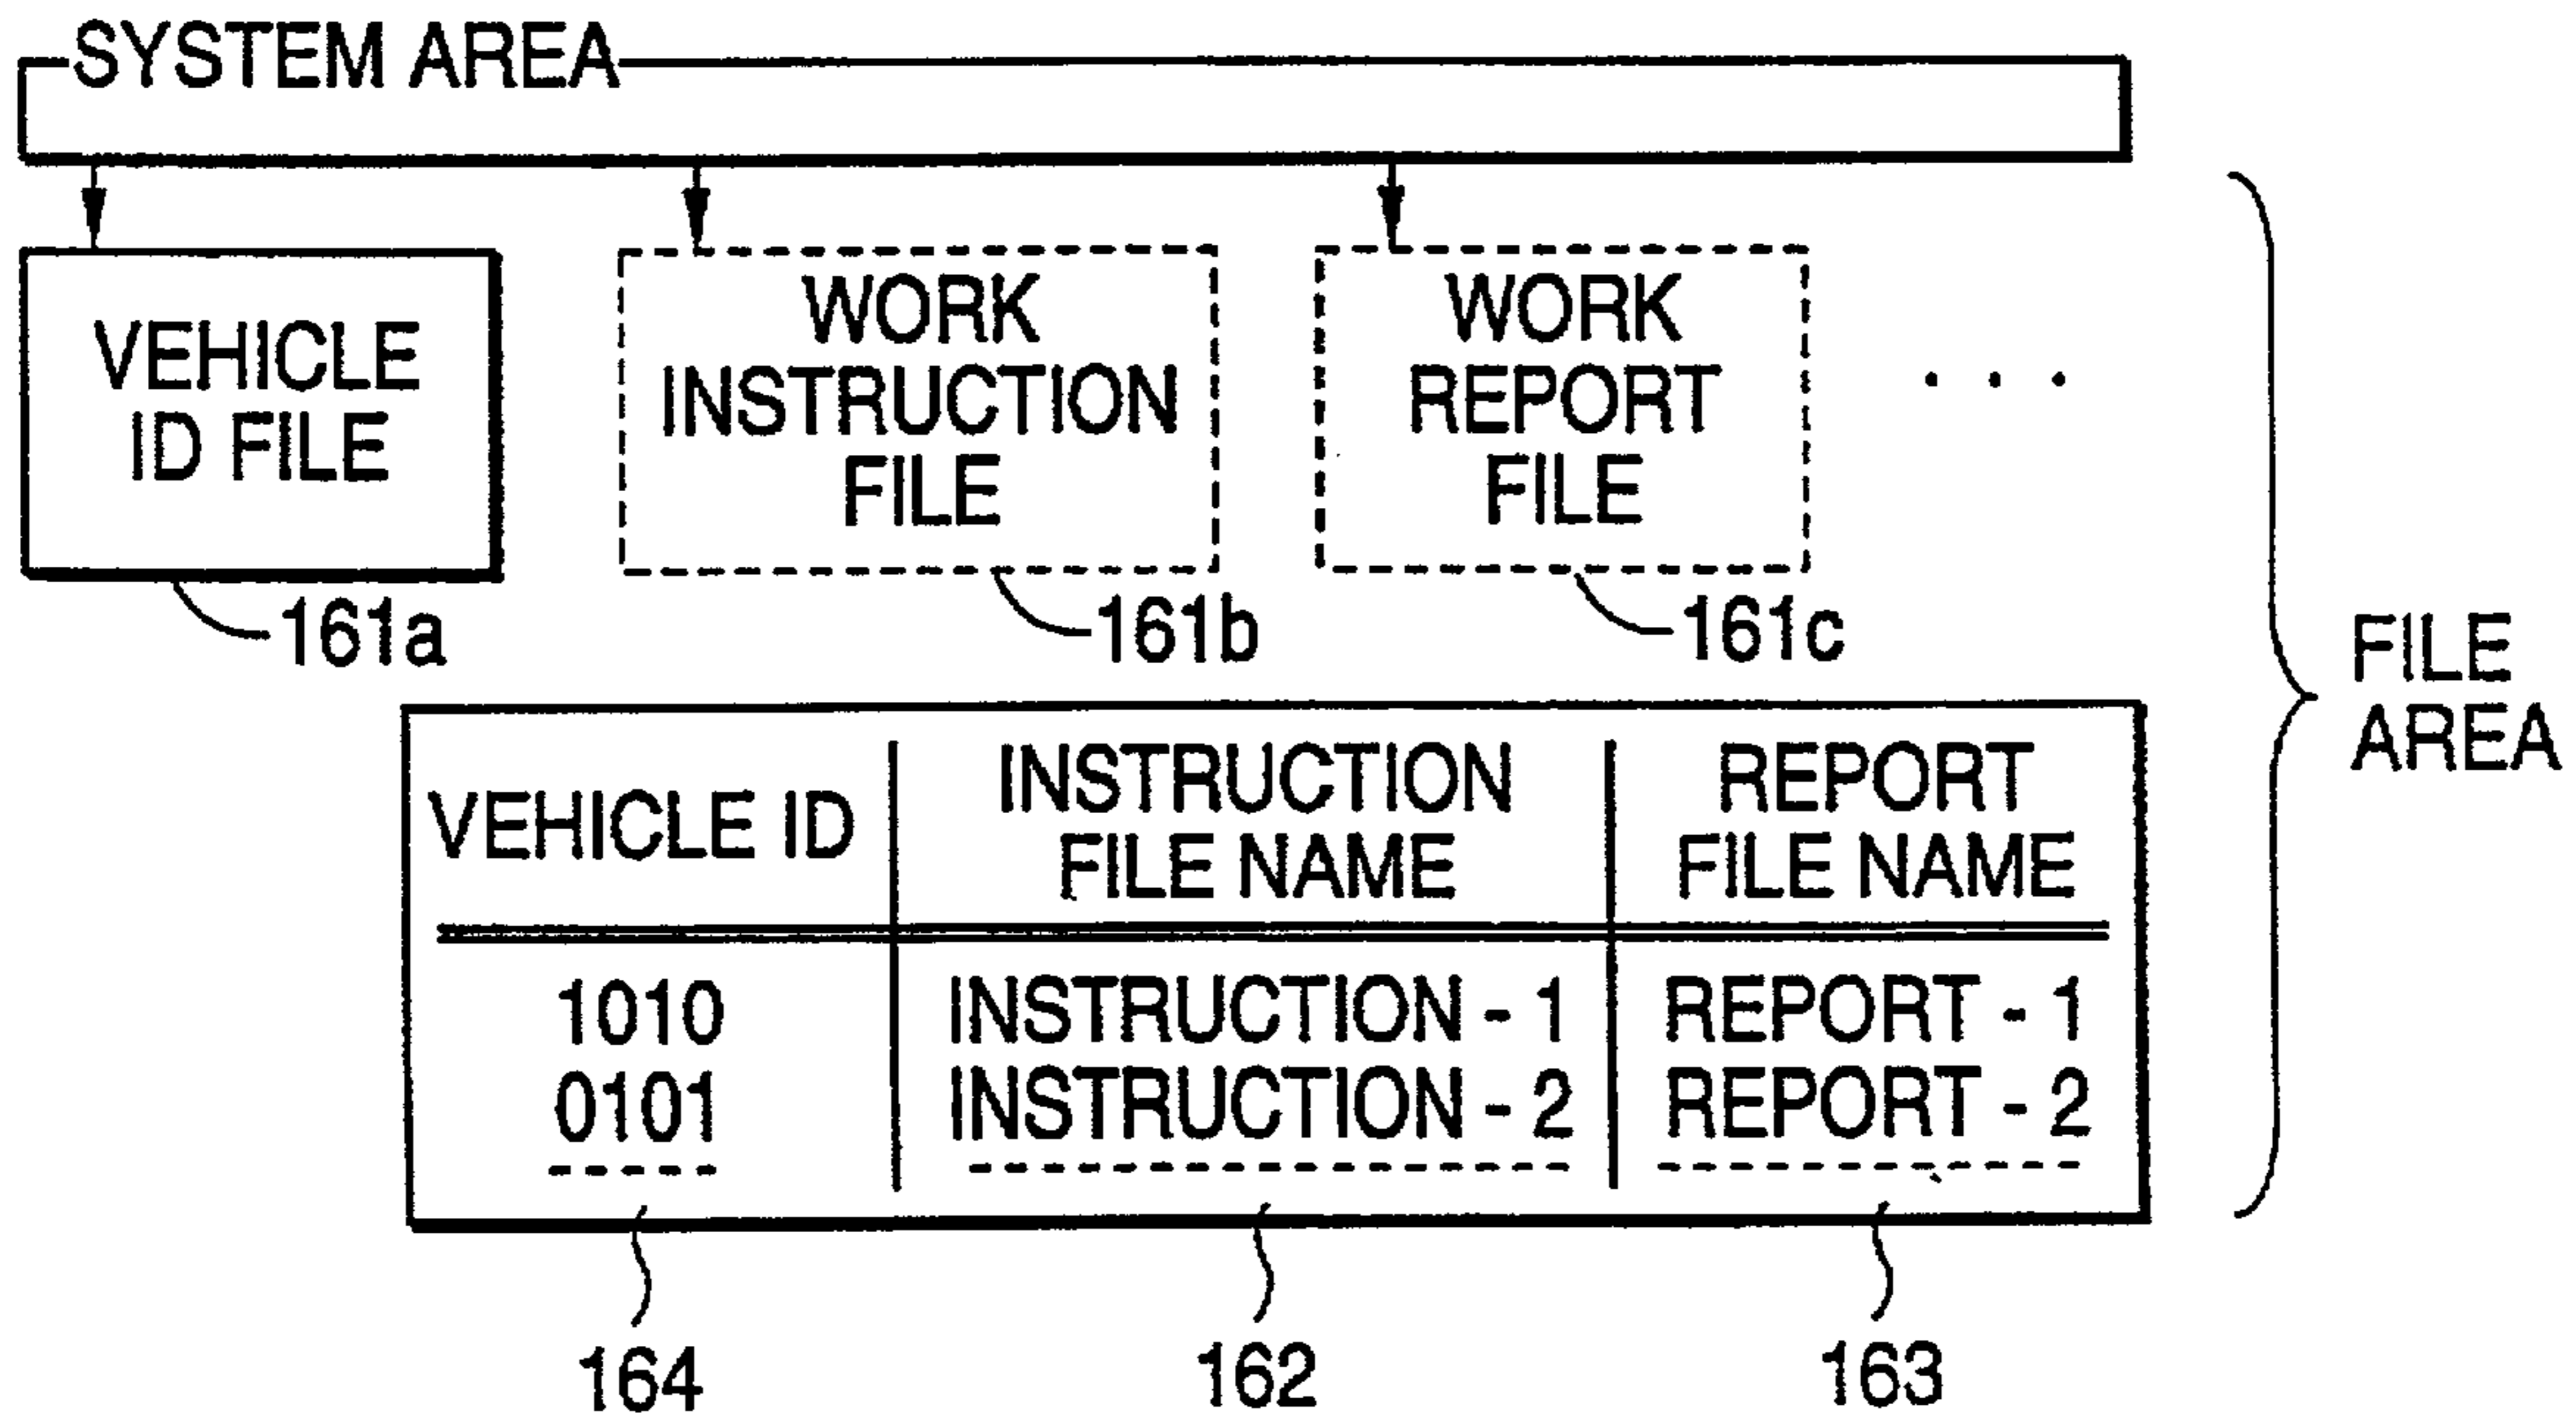 SYSTEM AREA
VEHICLE
ID FILE
161a
WORK
INSTRUCTION
FILE
161b
WORK
REPORT
FILE
161c
. . .
FILE
AREA
VEHICLE ID
INSTRUCTION
FILE NAME
REPORT
FILE NAME
1010 INSTRUCTION - 1 REPORT - 1
0101 INSTRUCTION - 2 REPORT - 2
164 162 163